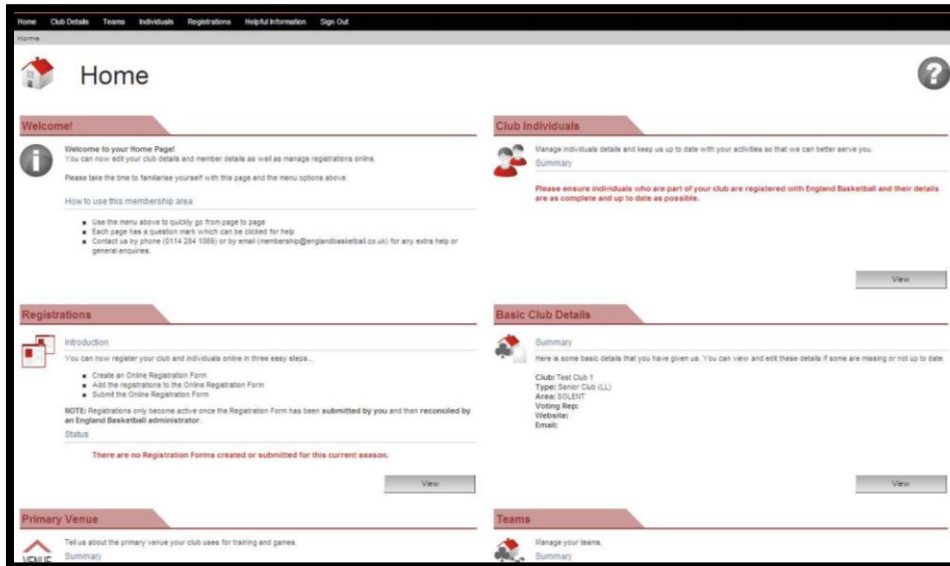 Home Club Details Teams Individuals Registrations Helpful Information Sign Out
Home
Home
Welcome!
Welcome to your Home Page!
You can now edit your club details and member details as well as manage registrations online.
Please take the time to familiarise yourself with this page and the menu options above.
How to use this membership area
Use the menu above to quickly go from page to page
Each page has a question mark which can be clicked for help
Contact us by phone (0114 284 1069) or by email (membership@englandbasketball.co.uk) for any extra help or
general enquiries.
Club Individuals
Manage individuals details and keep us up to date with your activities so that we can better serve you.
Summary
Please ensure individuals who are part of your club are registered with England Basketball and their details
are as complete and up to date as possible.
View
Registrations
Introduction
You can now register your club and individuals online in three easy steps...
Create an Online Registration Form
Add the registrations to the Online Registration Form
Submit the Online Registration Form
NOTE: Registrations only become active once the Registration Form has been submitted by you and then reconciled by
an England Basketball administrator.
Status
There are no Registration Forms created or submitted for this current season.
View
Basic Club Details
Summary
Here is some basic details that you have given us. You can view and edit these details if some are missing or not up to date.
Club: Test Club 1
Type: Senior Club (LL)
Area: SOLENT
Voting Rep:
Website:
Email:
View
Primary Venue
Tell us about the primary venue your club uses for training and games.
VENUE
Summary
Teams
Manage your teams.
Summary